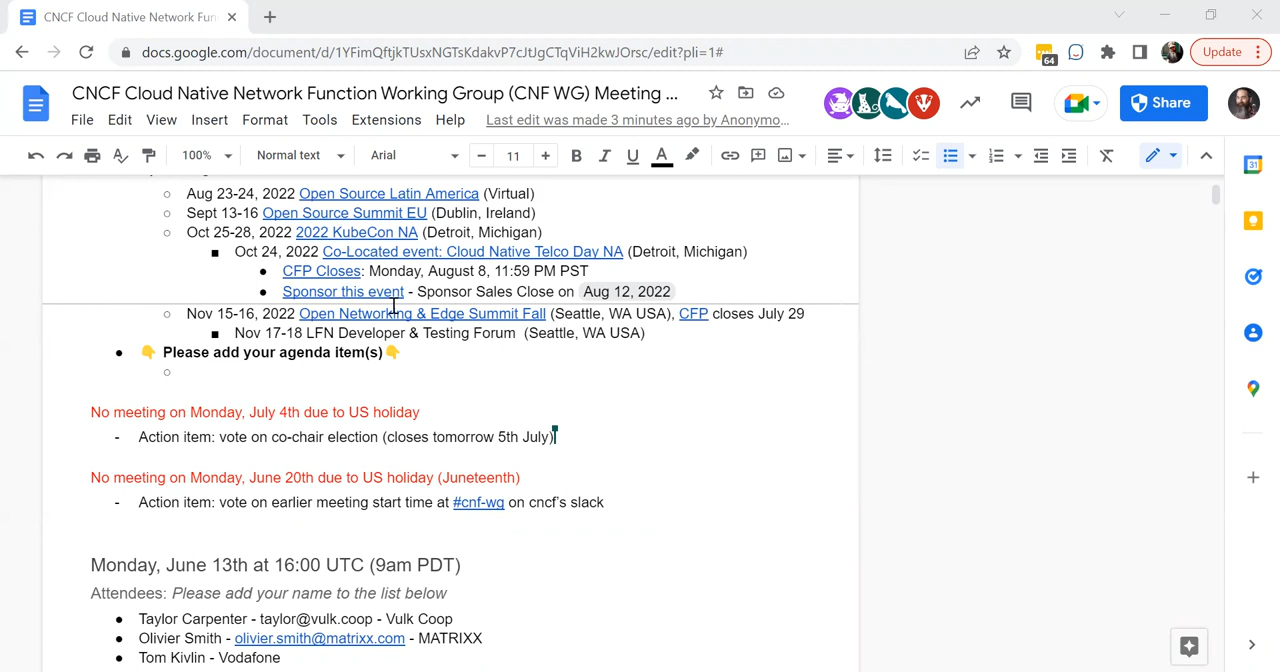 CNCF Cloud Native Network Fun
docs.google.com/document/d/1YFimQftjkTUsxNGTsKdakvP7cJtJgCTqViH2kwJOrsc/edit?pli=1#
64
Update
CNCF Cloud Native Network Function Working Group (CNF WG) Meeting ...
File Edit View Insert Format Tools Extensions Help Last edit was made 3 minutes ago by Anonymo...
Share
100% Normal text Arial 11 B I U A
31
Aug 23-24, 2022 Open Source Latin America (Virtual)
Sept 13-16 Open Source Summit EU (Dublin, Ireland)
Oct 25-28, 2022 2022 KubeCon NA (Detroit, Michigan)
Oct 24, 2022 Co-Located event: Cloud Native Telco Day NA (Detroit, Michigan)
CFP Closes: Monday, August 8, 11:59 PM PST
Sponsor this event - Sponsor Sales Close on Aug 12, 2022
Nov 15-16, 2022 Open Networking & Edge Summit Fall (Seattle, WA USA), CFP closes July 29
Nov 17-18 LFN Developer & Testing Forum (Seattle, WA USA)
👇 Please add your agenda item(s)👇
No meeting on Monday, July 4th due to US holiday
- Action item: vote on co-chair election (closes tomorrow 5th July)
No meeting on Monday, June 20th due to US holiday (Juneteenth)
- Action item: vote on earlier meeting start time at #cnf-wg on cncf's slack
Monday, June 13th at 16:00 UTC (9am PDT)
Attendees: Please add your name to the list below
Taylor Carpenter - taylor@vulk.coop - Vulk Coop
Olivier Smith - olivier.smith@matrixx.com - MATRIXX
Tom Kivlin - Vodafone